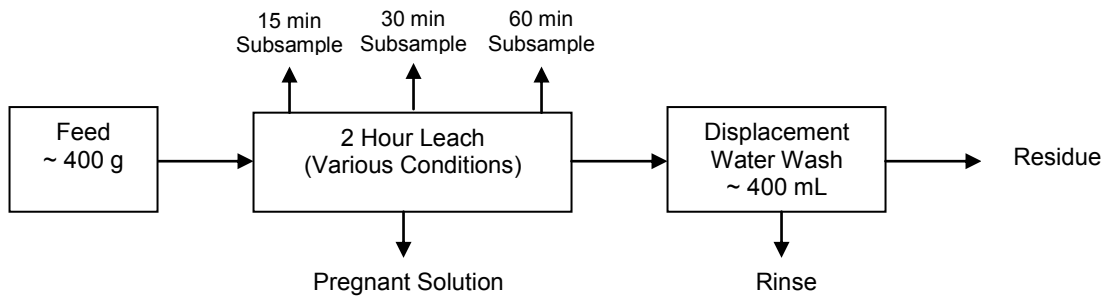 15 min
Subsample
30 min
Subsample
60 min
Subsample
Feed
~ 400 g
2 Hour Leach
(Various Conditions)
Displacement
Water Wash
~ 400 mL
Residue
Pregnant Solution
Rinse